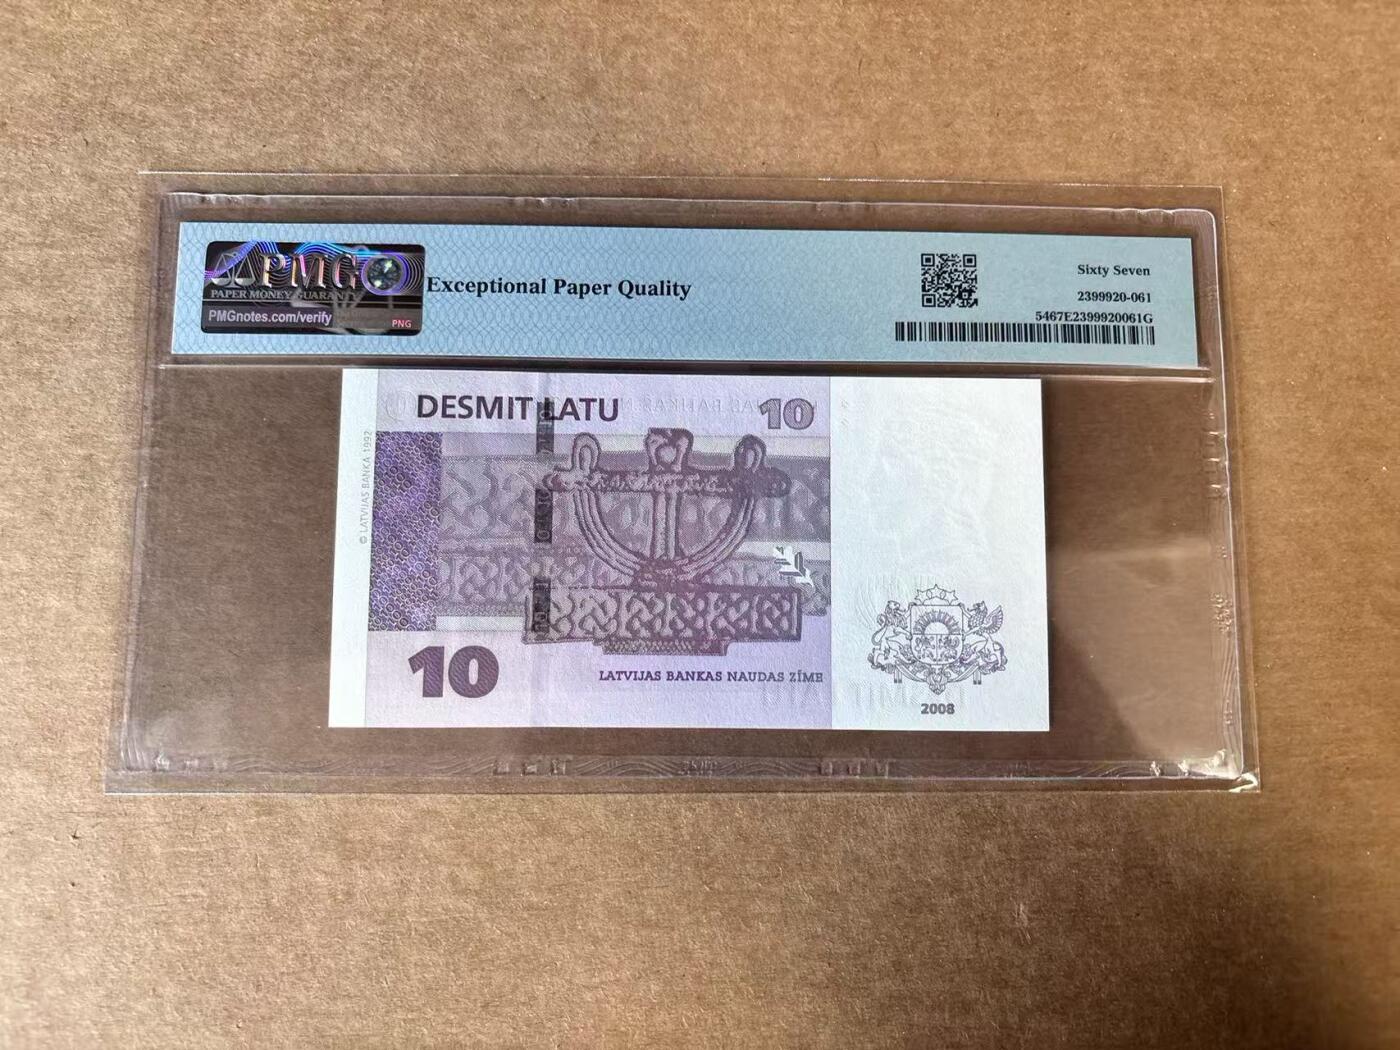 PMG
PAPER MONEY GUARANTY
PMGnotes.com/verify
PNG
Exceptional Paper Quality
Sixty Seven
2399920-061
5467E2399920061G
DESMIT LATU
10
© LATVIJAS BANKA 1992
10
LATVIJAS BANKAS NAUDAS ZĪME
2008